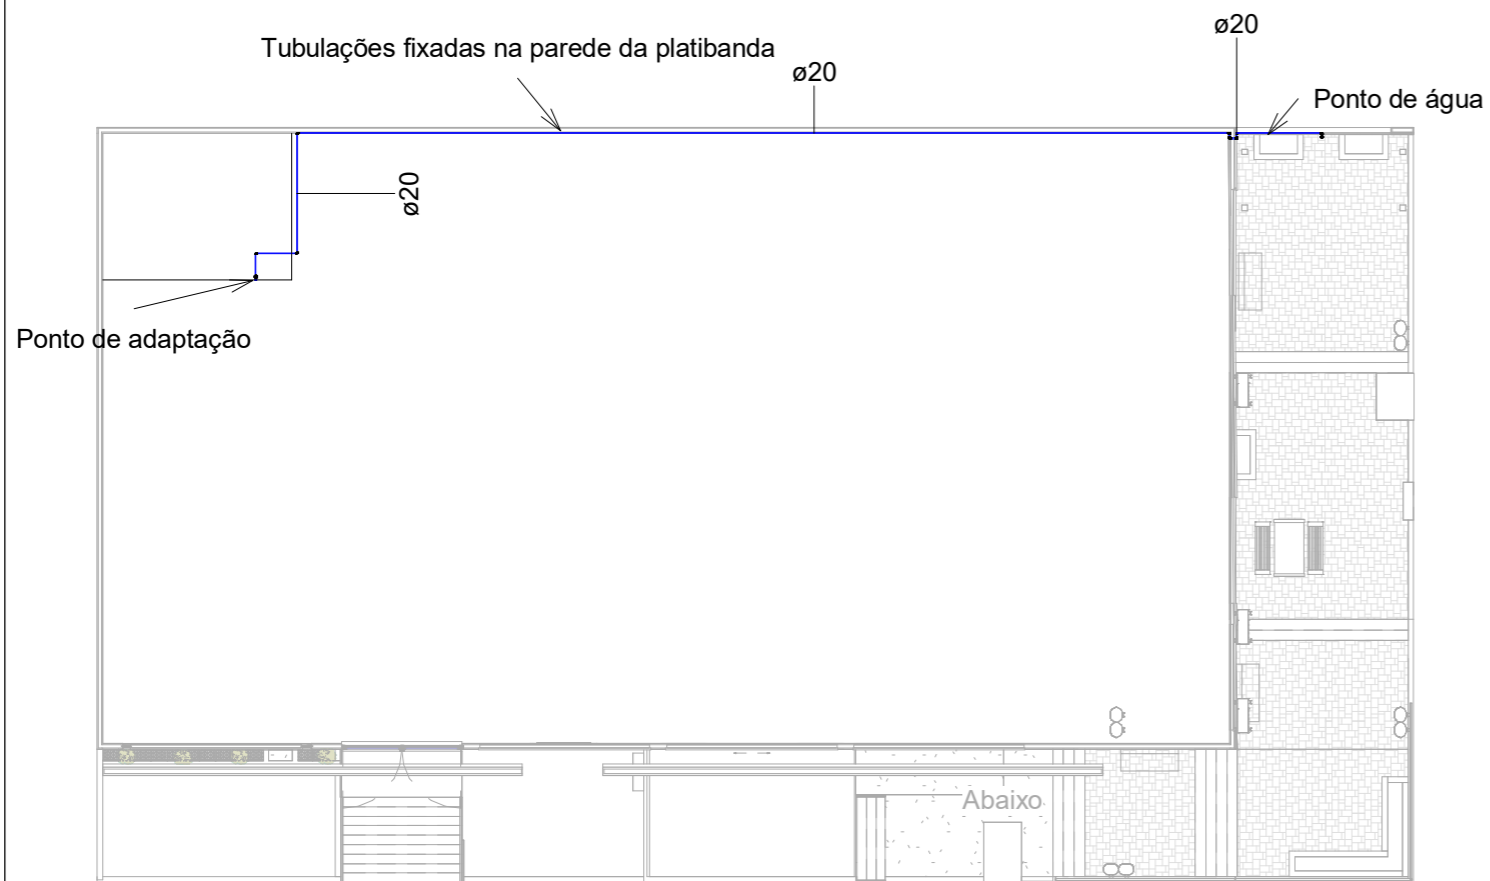 ø20
Tubulações fixadas na parede da platibanda
ø20
Ponto de água
ø20
Ponto de adaptação
Abaixo